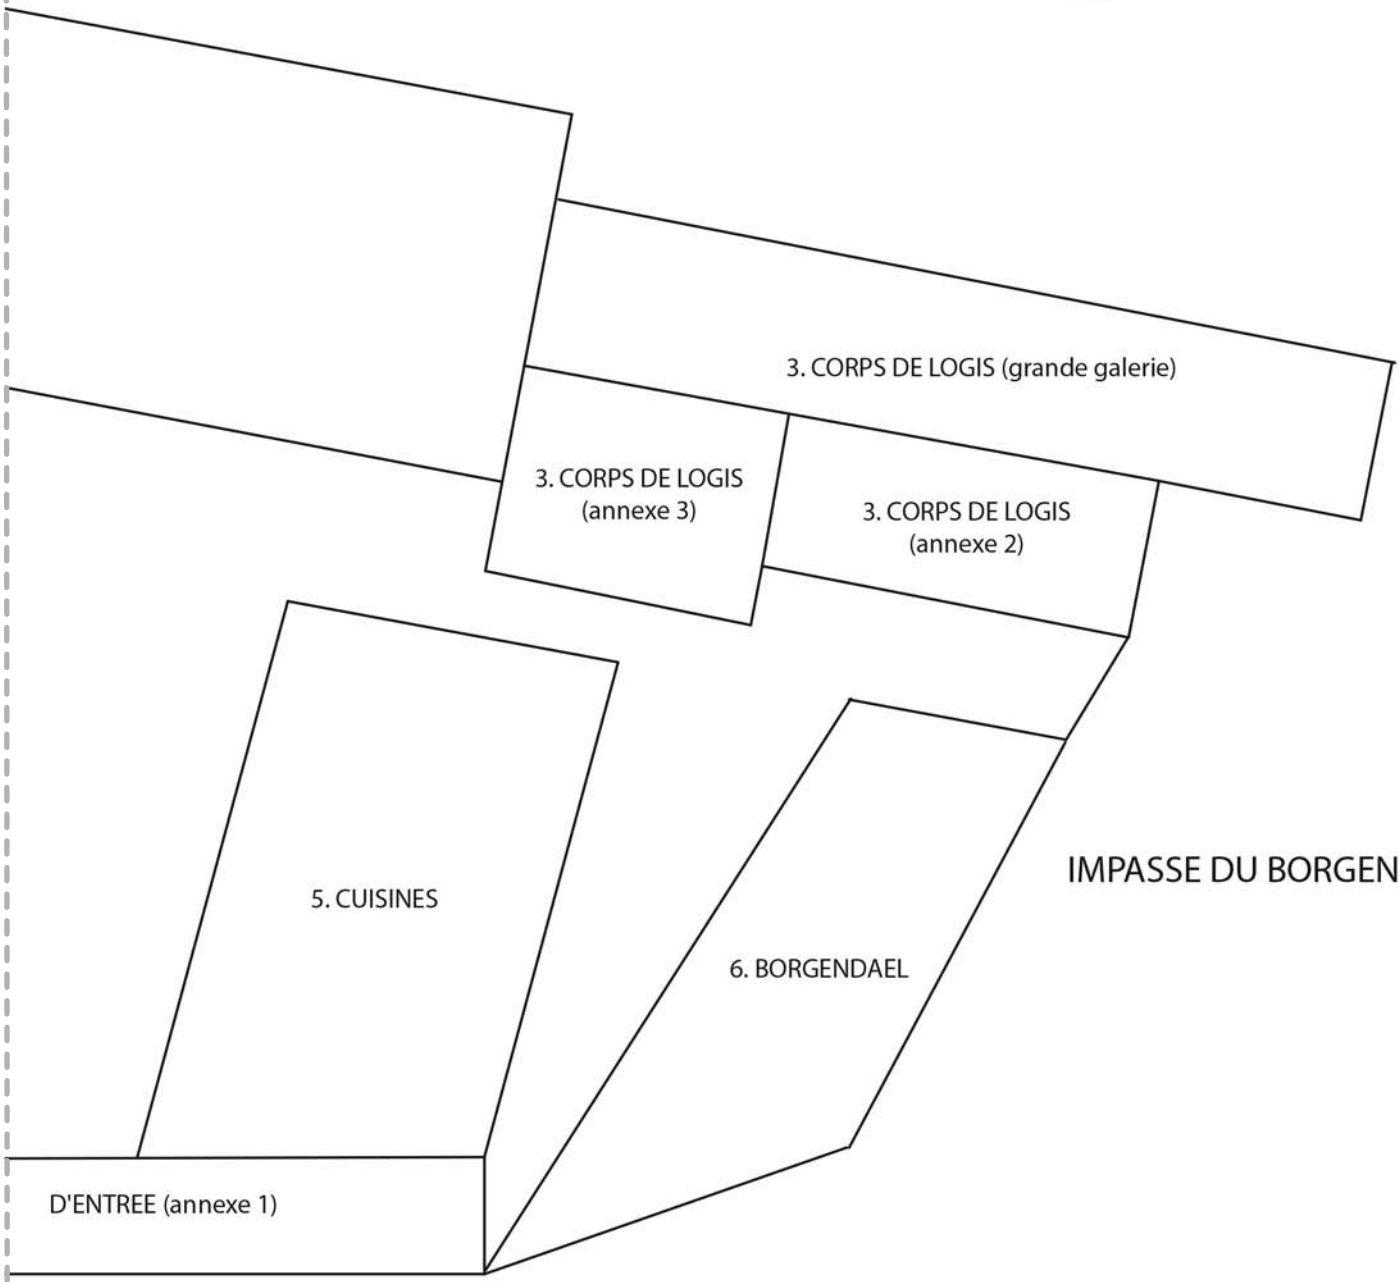 3. CORPS DE LOGIS (grande galerie)
3. CORPS DE LOGIS
(annexe 3)
3. CORPS DE LOGIS
(annexe 2)
IMPASSE DU BORGEN
5. CUISINES
6. BORGENDAEL
D'ENTREE (annexe 1)